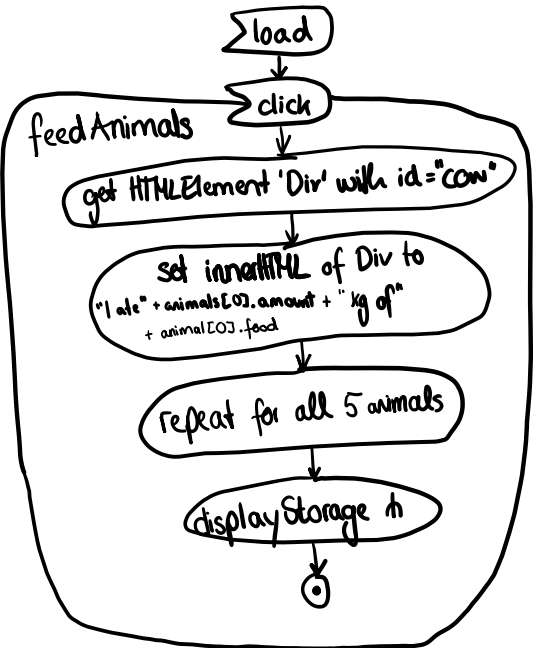 load
click
feedAnimals
get HTMLElement 'Div' with id="cow"
set innerHTML of Div to
"I ate" + animals[0].amount + " kg of"
+ animal[0].food
repeat for all 5 animals
displayStorage